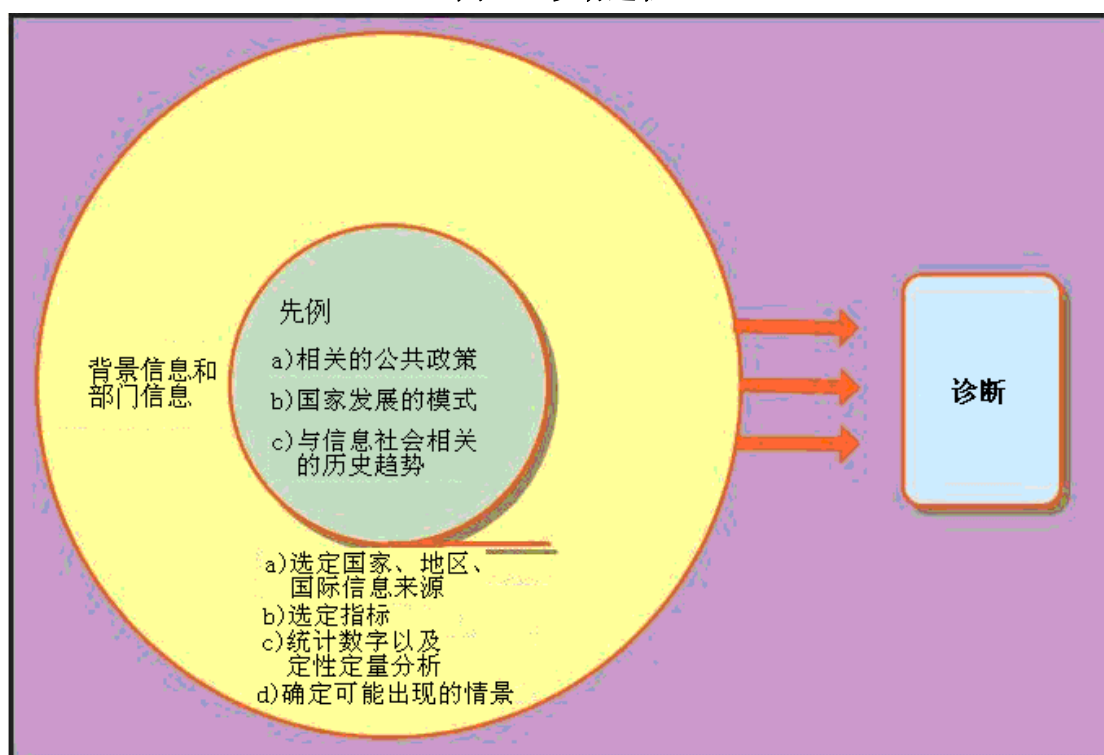 先例
a)相关的公共政策
b)国家发展的模式
c)与信息社会相关
的历史趋势
背景信息和
部门信息
a)选定国家、地区、
国际信息来源
b)选定指标
c)统计数字以及
定性定量分析
d)确定可能出现的情景
诊断